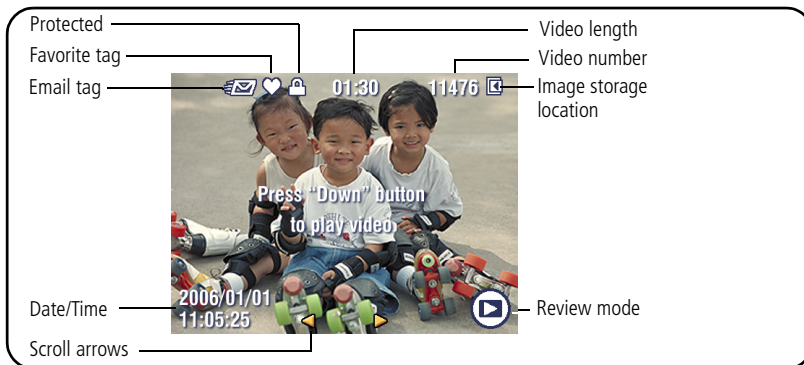 Protected
Favorite tag
Email tag
Video length
Video number
Image storage
location
01:30
11476
Press “Down” button
to play video
2006/01/01
11:05:25
Date/Time
Scroll arrows
Review mode